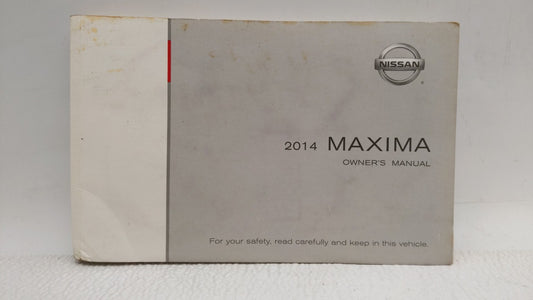 NISSAN
2014 MAXIMA
OWNER'S MANUAL
For your safety, read carefully and keep in this vehicle.